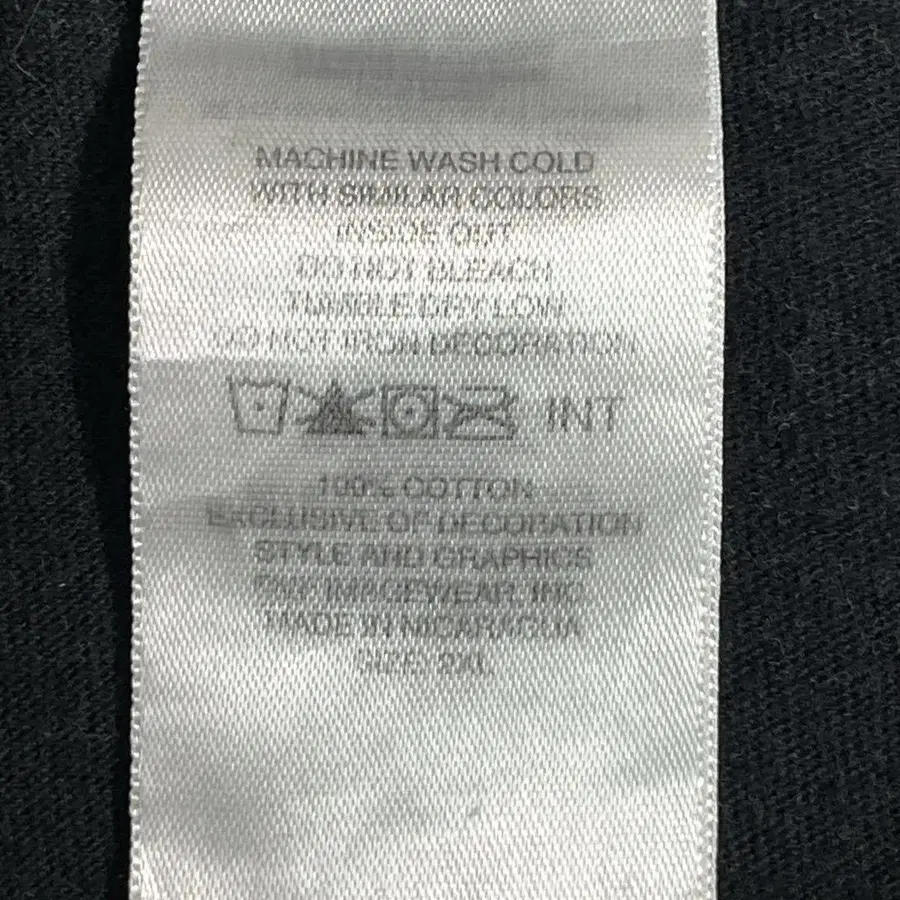 MACHINE WASH COLD
WITH SIMILAR COLORS
INSIDE OUT
DO NOT BLEACH
TUMBLE DRY LOW
DO NOT IRON DECORATION
INT
100% COTTON
EXCLUSIVE OF DECORATION
STYLE AND GRAPHICS
IMAGEWEAR, INC.
MADE IN NICARAGUA
SIZE: 2XL